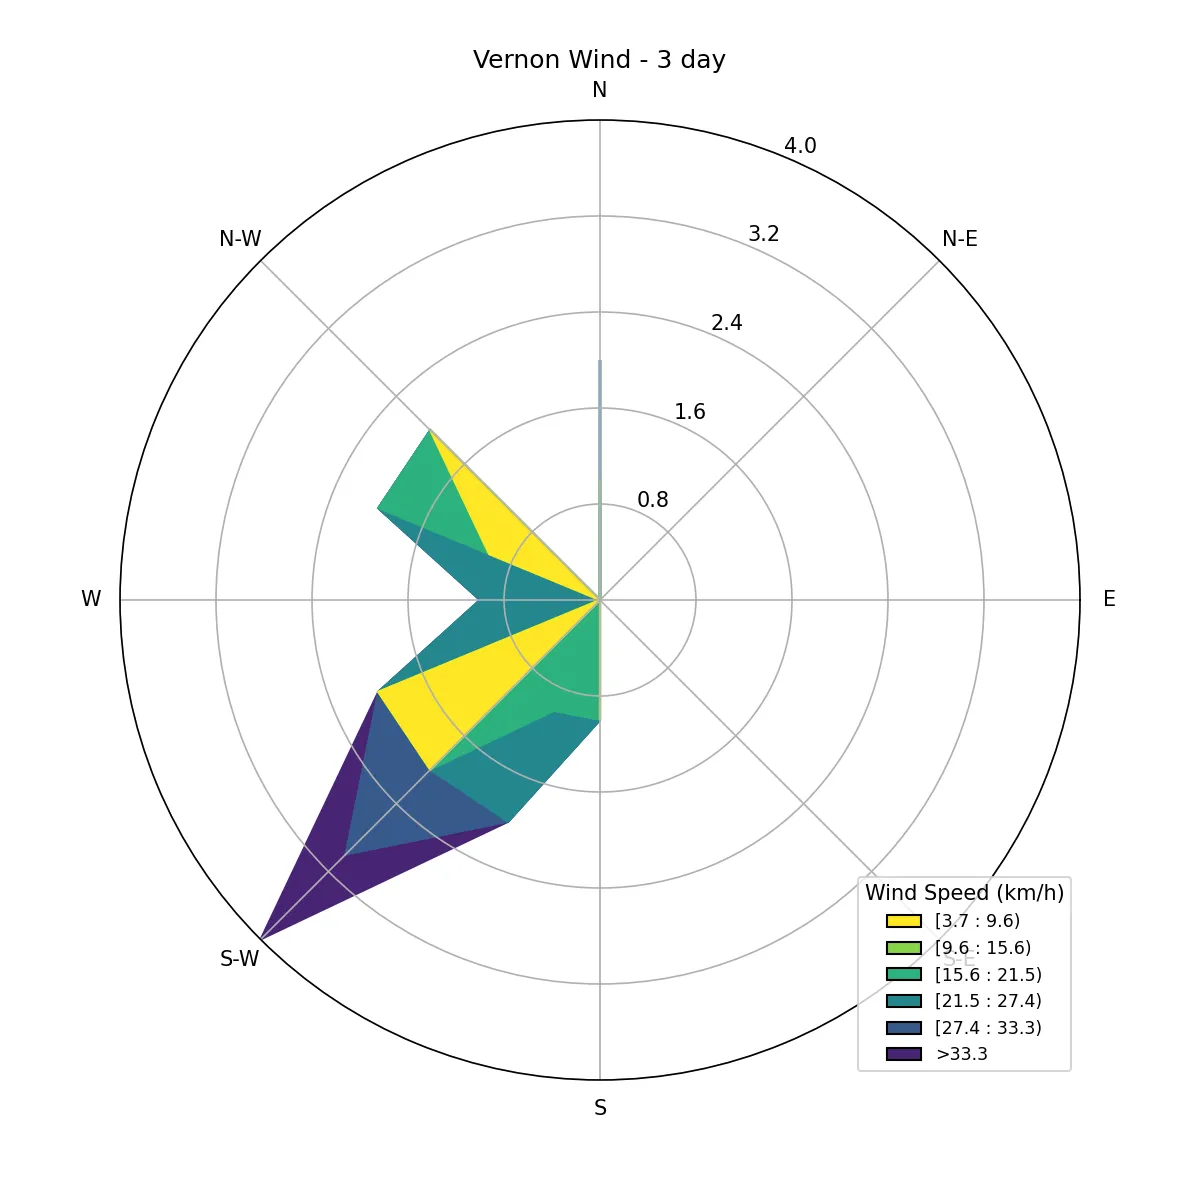 Vernon Wind - 3 day
N
4.0
N-W
3.2
N-E
2.4
1.6
0.8
W
E
S-W
S-E
Wind Speed (km/h)
[3.7 : 9.6)
[9.6 : 15.6)
[15.6 : 21.5)
[21.5 : 27.4)
[27.4 : 33.3)
>33.3
S